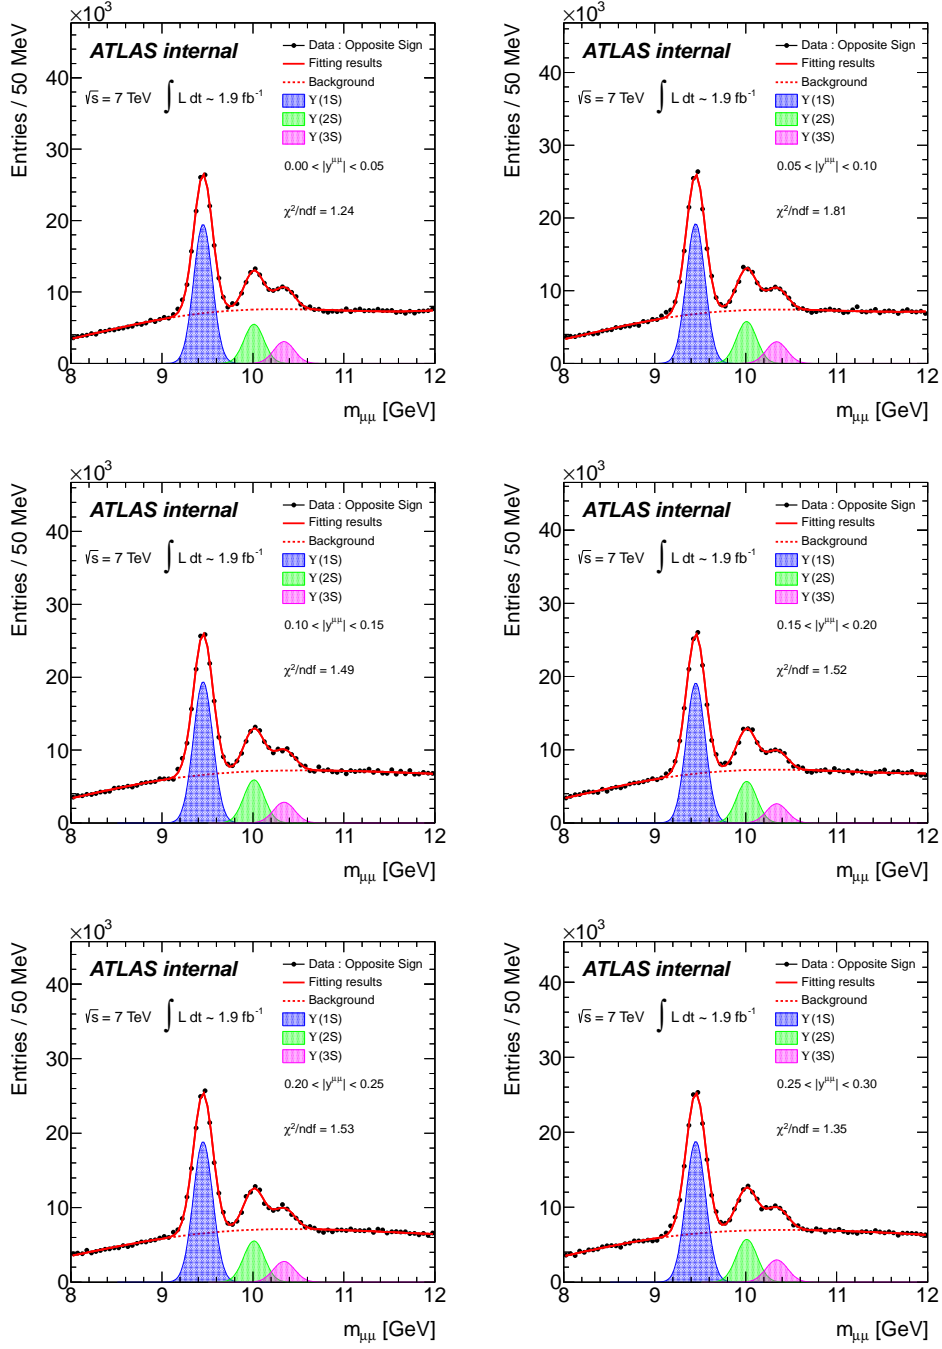 ×10³
Entries / 50 MeV
ATLAS internal
√s = 7 TeV ∫ L dt ~ 1.9 fb⁻¹
Data : Opposite Sign
Fitting results
Background
ϒ(1S)
ϒ(2S)
ϒ(3S)
0.00 < |y^μμ| < 0.05
χ²/ndf = 1.24
40
30
20
10
0
8 9 10 11 12
m_μμ [GeV]
×10³
Entries / 50 MeV
ATLAS internal
√s = 7 TeV ∫ L dt ~ 1.9 fb⁻¹
Data : Opposite Sign
Fitting results
Background
ϒ(1S)
ϒ(2S)
ϒ(3S)
0.05 < |y^μμ| < 0.10
χ²/ndf = 1.81
40
30
20
10
0
8 9 10 11 12
m_μμ [GeV]
×10³
Entries / 50 MeV
ATLAS internal
√s = 7 TeV ∫ L dt ~ 1.9 fb⁻¹
Data : Opposite Sign
Fitting results
Background
ϒ(1S)
ϒ(2S)
ϒ(3S)
0.10 < |y^μμ| < 0.15
χ²/ndf = 1.49
40
30
20
10
0
8 9 10 11 12
m_μμ [GeV]
×10³
Entries / 50 MeV
ATLAS internal
√s = 7 TeV ∫ L dt ~ 1.9 fb⁻¹
Data : Opposite Sign
Fitting results
Background
ϒ(1S)
ϒ(2S)
ϒ(3S)
0.15 < |y^μμ| < 0.20
χ²/ndf = 1.52
40
30
20
10
0
8 9 10 11 12
m_μμ [GeV]
×10³
Entries / 50 MeV
ATLAS internal
√s = 7 TeV ∫ L dt ~ 1.9 fb⁻¹
Data : Opposite Sign
Fitting results
Background
ϒ(1S)
ϒ(2S)
ϒ(3S)
0.20 < |y^μμ| < 0.25
χ²/ndf = 1.53
40
30
20
10
0
8 9 10 11 12
m_μμ [GeV]
×10³
Entries / 50 MeV
ATLAS internal
√s = 7 TeV ∫ L dt ~ 1.9 fb⁻¹
Data : Opposite Sign
Fitting results
Background
ϒ(1S)
ϒ(2S)
ϒ(3S)
0.25 < |y^μμ| < 0.30
χ²/ndf = 1.35
40
30
20
10
0
8 9 10 11 12
m_μμ [GeV]